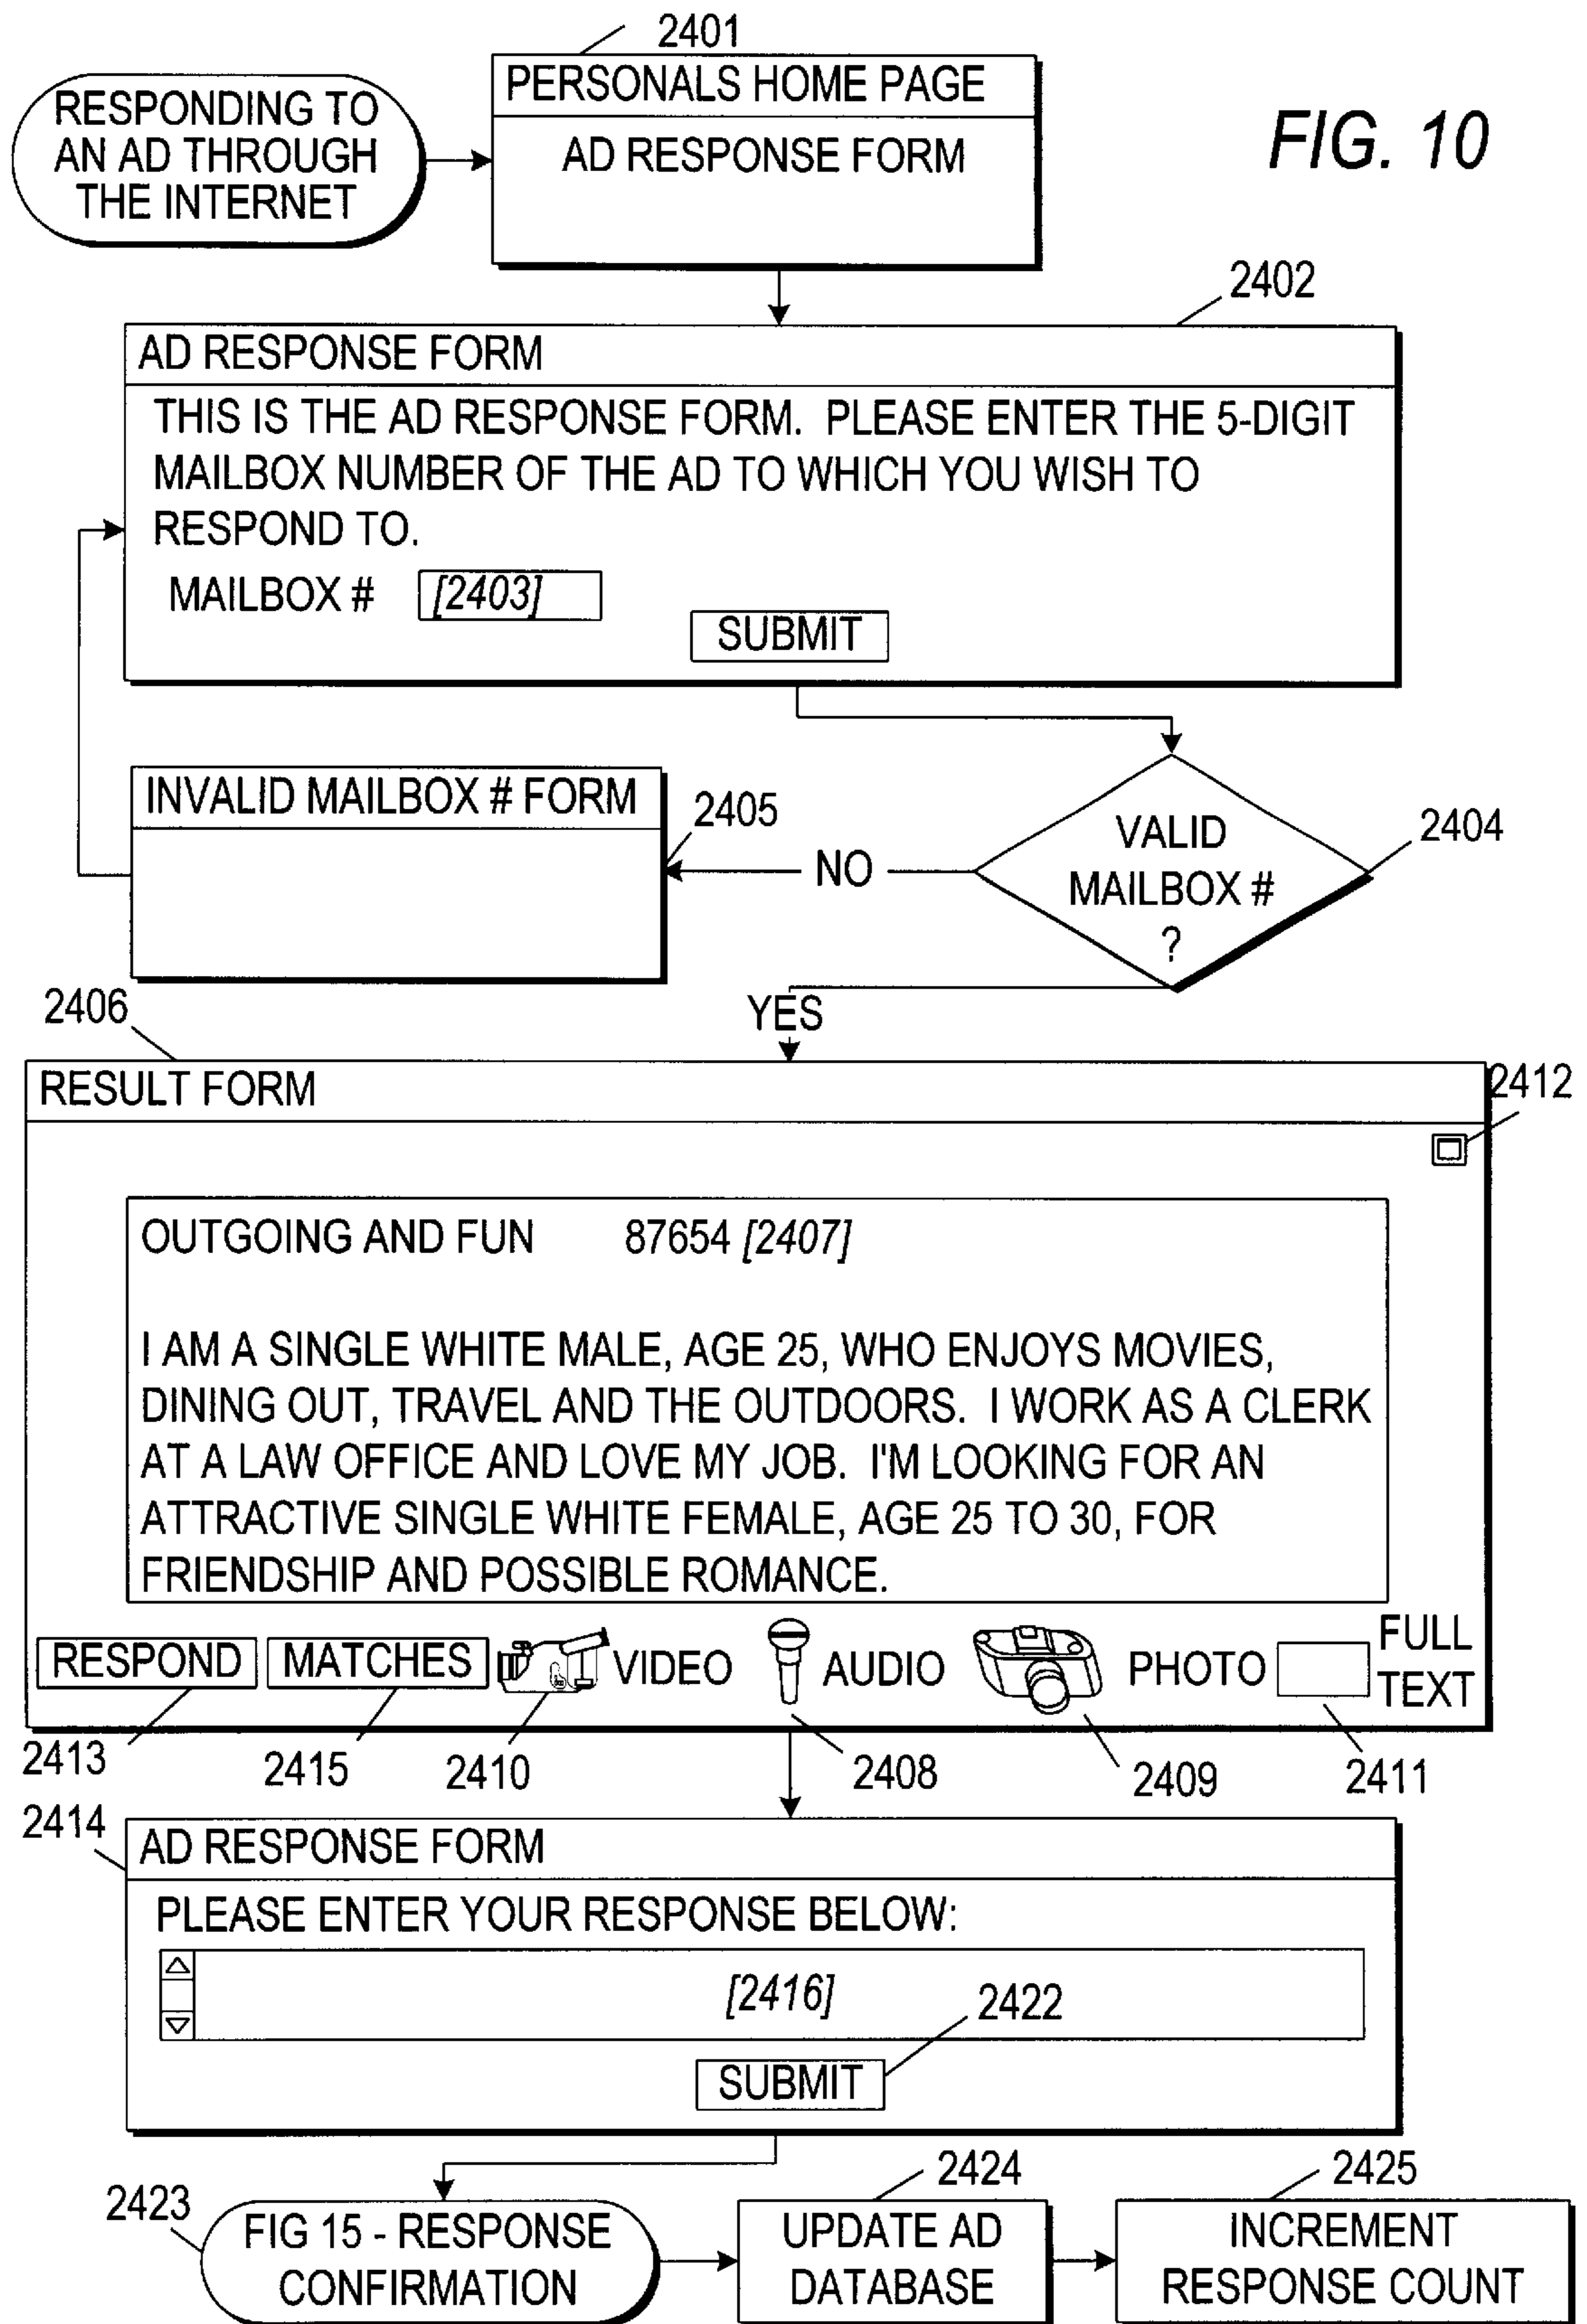 2401
PERSONALS HOME PAGE
AD RESPONSE FORM
RESPONDING TO
AN AD THROUGH
THE INTERNET
FIG. 10
2402
AD RESPONSE FORM
THIS IS THE AD RESPONSE FORM. PLEASE ENTER THE 5-DIGIT
MAILBOX NUMBER OF THE AD TO WHICH YOU WISH TO
RESPOND TO.
MAILBOX # [2403]
SUBMIT
INVALID MAILBOX # FORM
2405
NO
VALID
MAILBOX #
?
2404
YES
2406
RESULT FORM
2412
OUTGOING AND FUN 87654 [2407]
I AM A SINGLE WHITE MALE, AGE 25, WHO ENJOYS MOVIES,
DINING OUT, TRAVEL AND THE OUTDOORS. I WORK AS A CLERK
AT A LAW OFFICE AND LOVE MY JOB. I'M LOOKING FOR AN
ATTRACTIVE SINGLE WHITE FEMALE, AGE 25 TO 30, FOR
FRIENDSHIP AND POSSIBLE ROMANCE.
RESPOND MATCHES VIDEO AUDIO PHOTO FULL
TEXT
2413 2415 2410 2408 2409 2411
2414
AD RESPONSE FORM
PLEASE ENTER YOUR RESPONSE BELOW:
[2416]
2422
SUBMIT
2423
FIG 15 - RESPONSE
CONFIRMATION
2424
UPDATE AD
DATABASE
2425
INCREMENT
RESPONSE COUNT